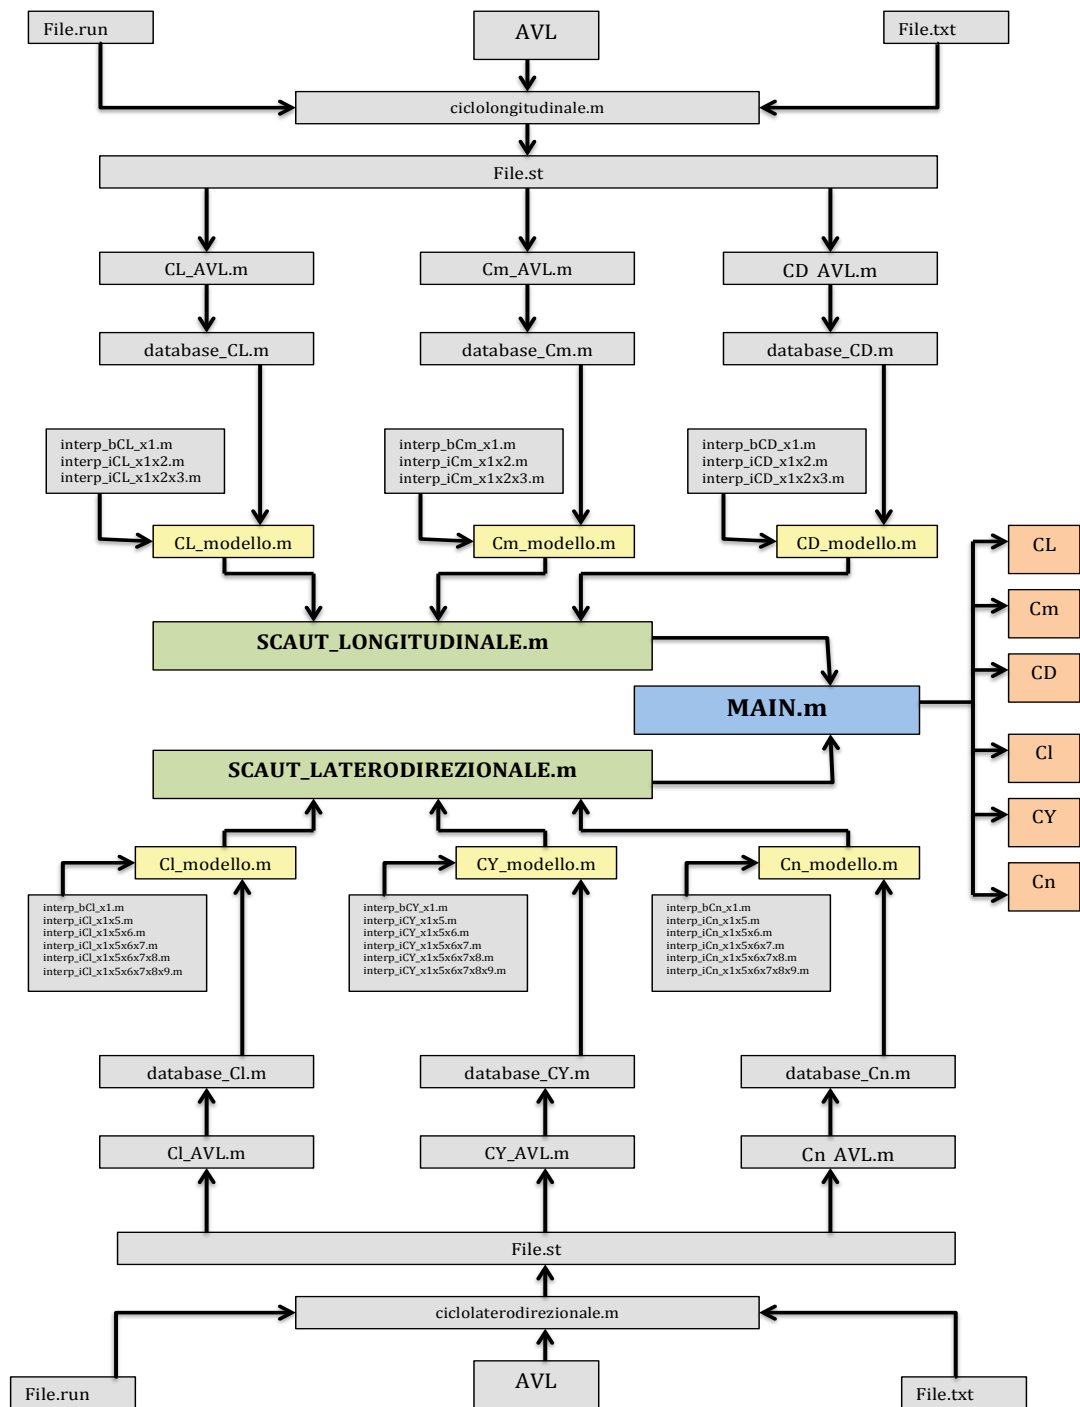 File.run
AVL
File.txt
ciclolongitudinale.m
File.st
CL_AVL.m
Cm_AVL.m
CD AVL.m
database_CL.m
database_Cm.m
database_CD.m
interp_bCL_x1.m
interp_iCL_x1x2.m
interp_iCL_x1x2x3.m
interp_bCm_x1.m
interp_iCm_x1x2.m
interp_iCm_x1x2x3.m
interp_bCD_x1.m
interp_iCD_x1x2.m
interp_iCD_x1x2x3.m
CL_modello.m
Cm_modello.m
CD_modello.m
SCAUT_LONGITUDINALE.m
MAIN.m
SCAUT_LATERODIREZIONALE.m
CL
Cm
CD
Cl
CY
Cn
Cl_modello.m
CY_modello.m
Cn_modello.m
interp_bCl_x1.m
interp_iCl_x1x5.m
interp_iCl_x1x5x6.m
interp_iCl_x1x5x6x7.m
interp_iCl_x1x5x6x7x8.m
interp_iCl_x1x5x6x7x8x9.m
interp_bCY_x1.m
interp_iCY_x1x5.m
interp_iCY_x1x5x6.m
interp_iCY_x1x5x6x7.m
interp_iCY_x1x5x6x7x8.m
interp_iCY_x1x5x6x7x8x9.m
interp_bCn_x1.m
interp_iCn_x1x5.m
interp_iCn_x1x5x6.m
interp_iCn_x1x5x6x7.m
interp_iCn_x1x5x6x7x8.m
interp_iCn_x1x5x6x7x8x9.m
database_Cl.m
database_CY.m
database_Cn.m
Cl_AVL.m
CY_AVL.m
Cn AVL.m
File.st
ciclolaterodirezionale.m
File.run
AVL
File.txt